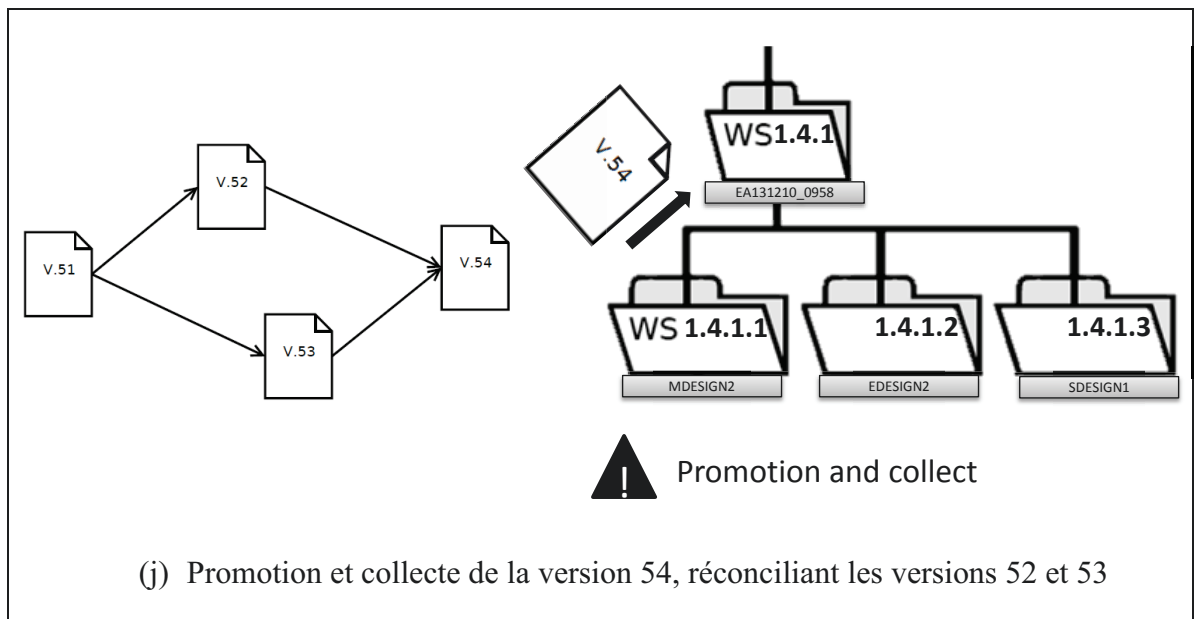 V.52
V.51
V.54
V.53
V.54
WS1.4.1
EA131210_0958
WS 1.4.1.1
1.4.1.2
1.4.1.3
MDESIGN2
EDESIGN2
SDESIGN1
! Promotion and collect
(j) Promotion et collecte de la version 54, réconciliant les versions 52 et 53